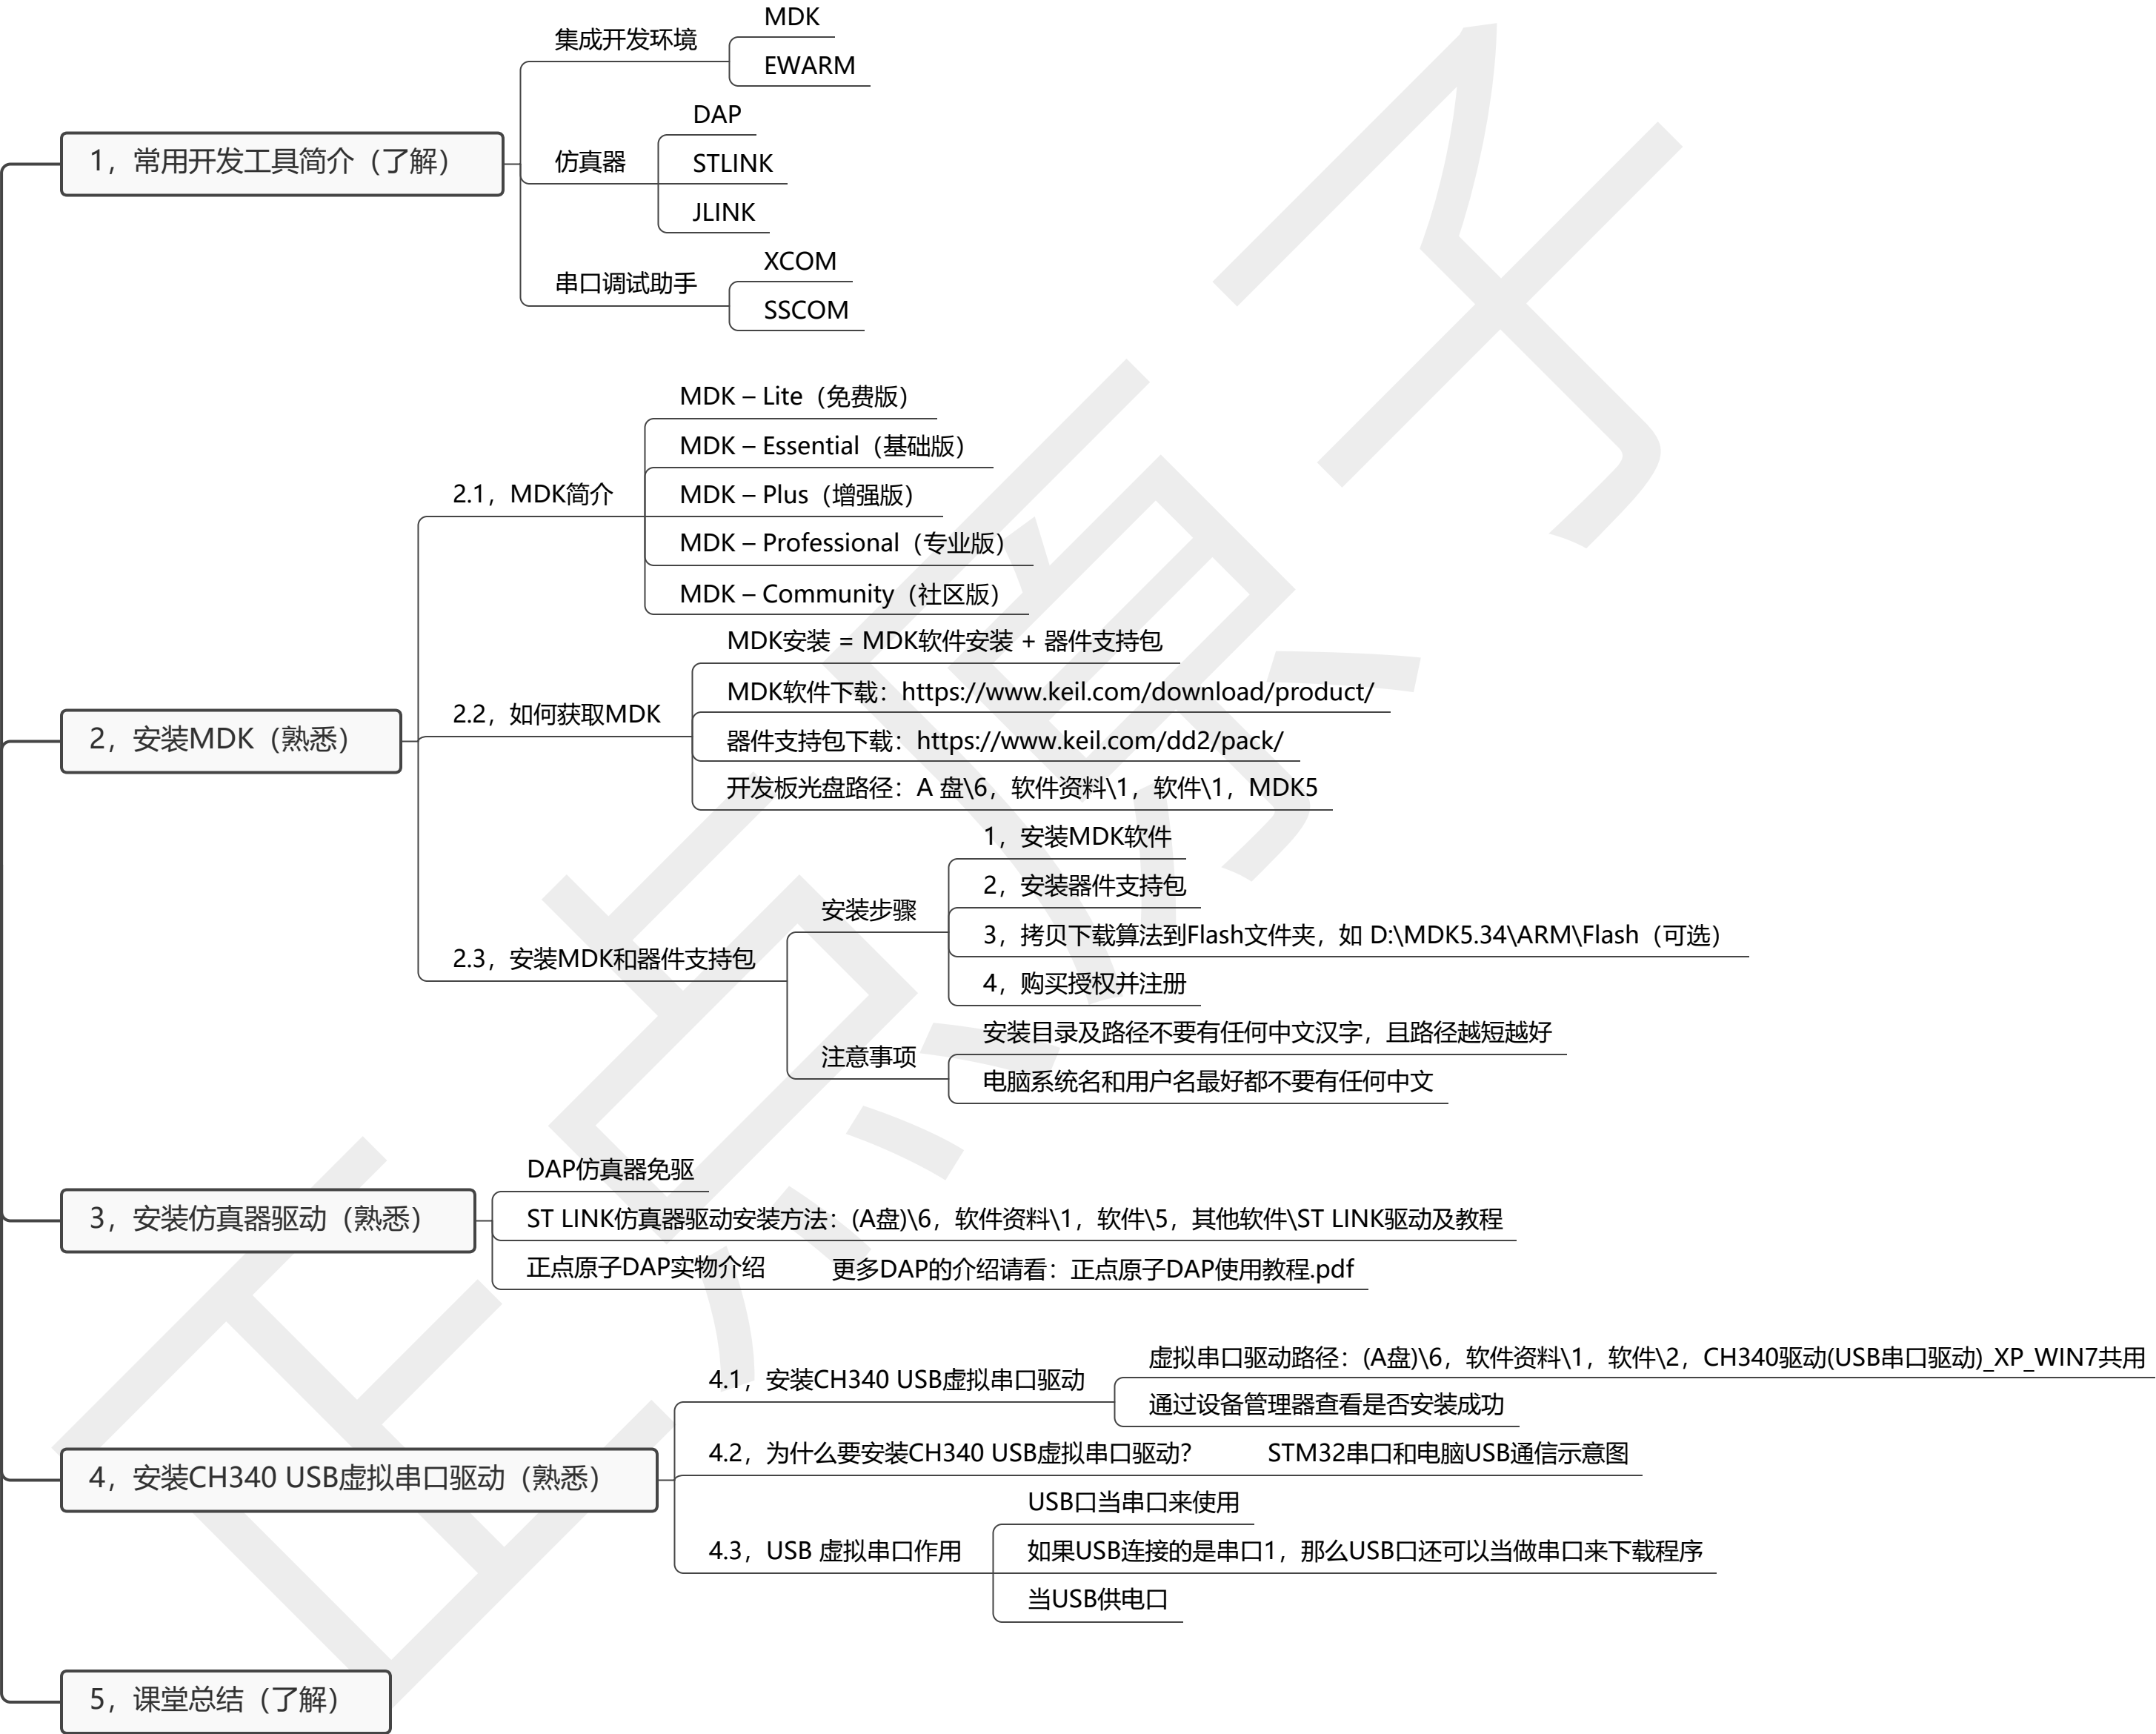 1，常用开发工具简介（了解）
集成开发环境
MDK
EWARM
仿真器
DAP
STLINK
JLINK
串口调试助手
XCOM
SSCOM
2，安装MDK（熟悉）
2.1，MDK简介
MDK – Lite（免费版）
MDK – Essential（基础版）
MDK – Plus（增强版）
MDK – Professional（专业版）
MDK – Community（社区版）
2.2，如何获取MDK
MDK安装 = MDK软件安装 + 器件支持包
MDK软件下载：https://www.keil.com/download/product/
器件支持包下载：https://www.keil.com/dd2/pack/
开发板光盘路径：A 盘\6，软件资料\1，软件\1，MDK5
2.3，安装MDK和器件支持包
安装步骤
1，安装MDK软件
2，安装器件支持包
3，拷贝下载算法到Flash文件夹，如 D:\MDK5.34\ARM\Flash（可选）
4，购买授权并注册
注意事项
安装目录及路径不要有任何中文汉字，且路径越短越好
电脑系统名和用户名最好都不要有任何中文
3，安装仿真器驱动（熟悉）
DAP仿真器免驱
ST LINK仿真器驱动安装方法：(A盘)\6，软件资料\1，软件\5，其他软件\ST LINK驱动及教程
正点原子DAP实物介绍
更多DAP的介绍请看：正点原子DAP使用教程.pdf
4，安装CH340 USB虚拟串口驱动（熟悉）
4.1，安装CH340 USB虚拟串口驱动
虚拟串口驱动路径：(A盘)\6，软件资料\1，软件\2，CH340驱动(USB串口驱动)_XP_WIN7共用
通过设备管理器查看是否安装成功
4.2，为什么要安装CH340 USB虚拟串口驱动？
STM32串口和电脑USB通信示意图
4.3，USB 虚拟串口作用
USB口当串口来使用
如果USB连接的是串口1，那么USB口还可以当做串口来下载程序
当USB供电口
5，课堂总结（了解）
正点原子